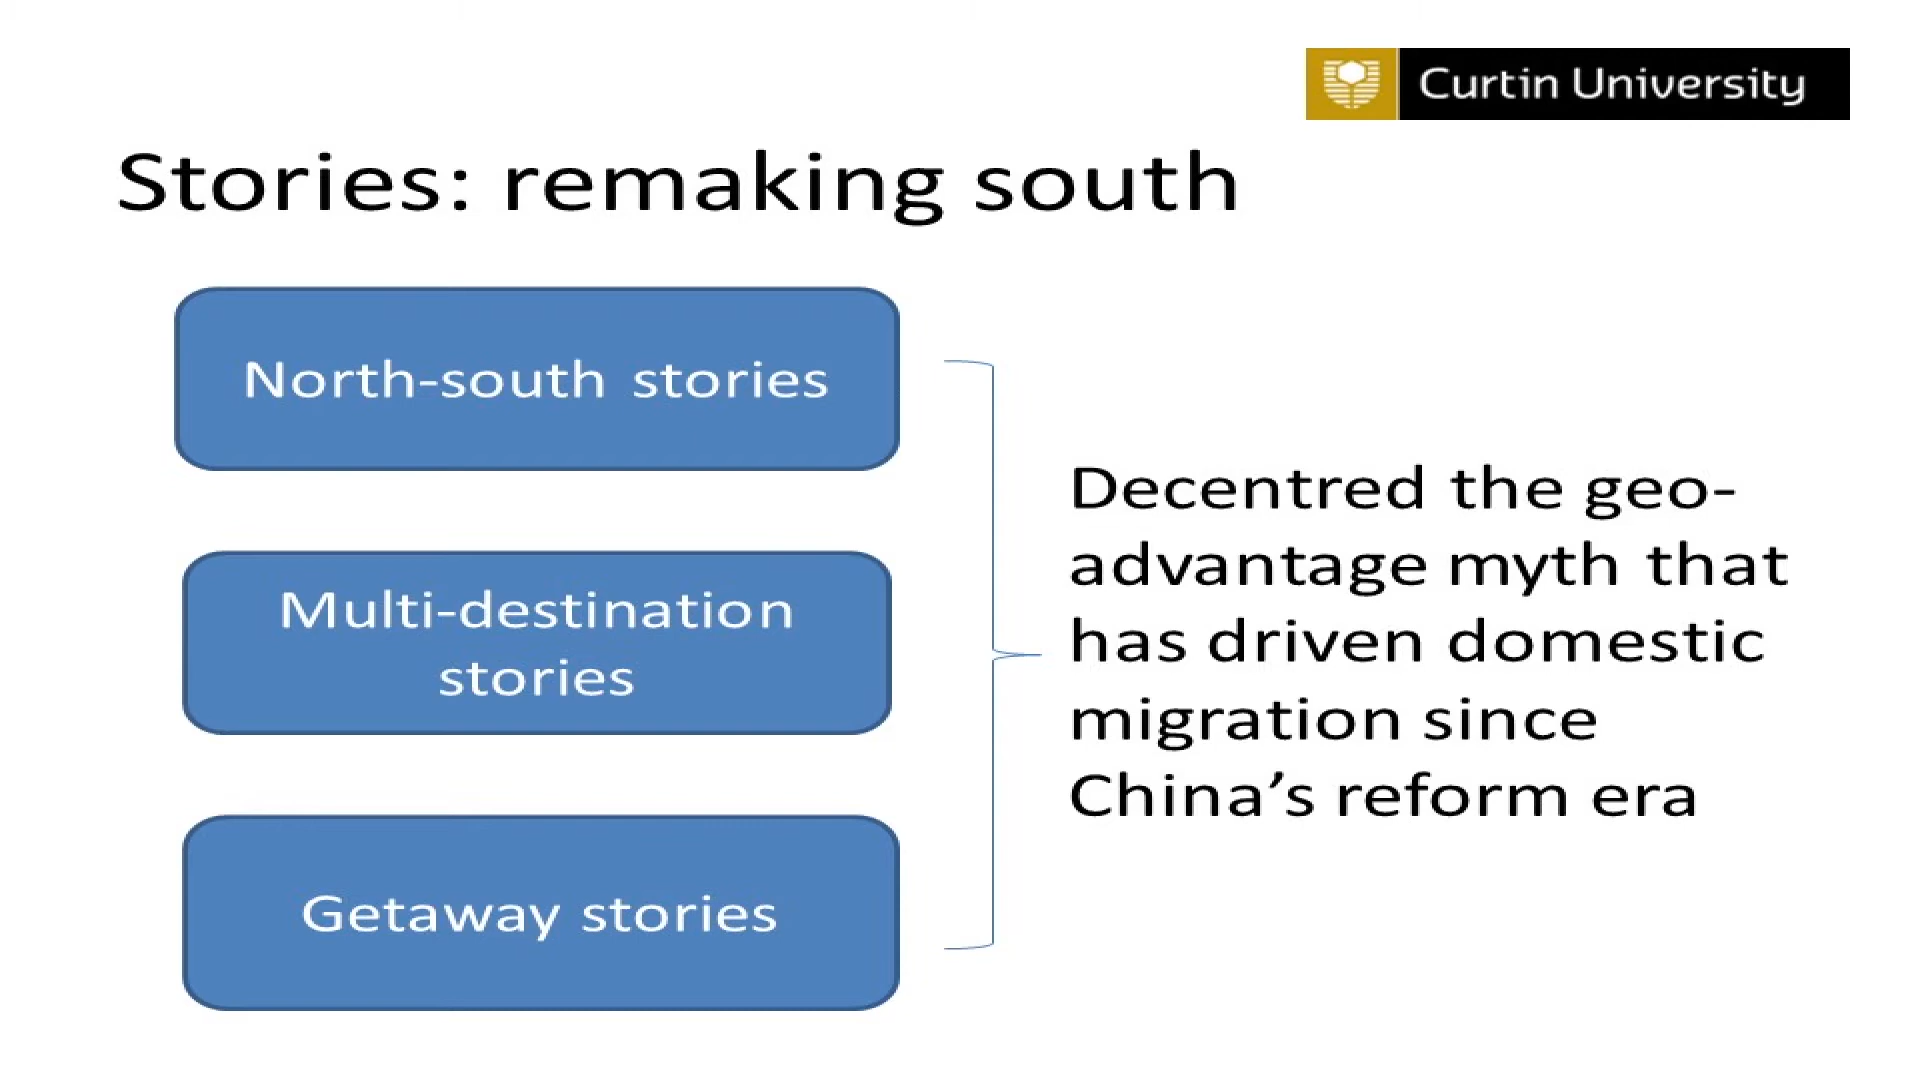 Curtin University
Stories: remaking south
North-south stories
Multi-destination
stories
Getaway stories
Decentred the geo-
advantage myth that
has driven domestic
migration since
China’s reform era